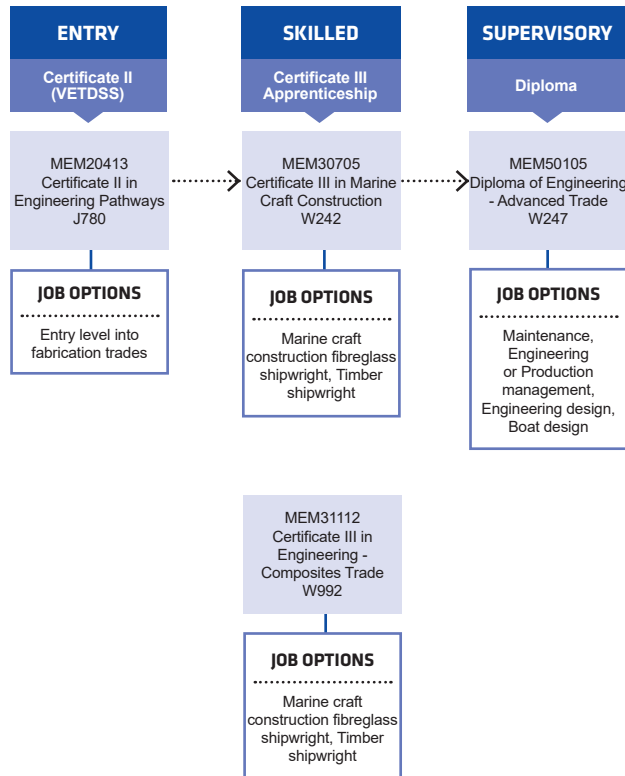 ENTRY
Certificate II
(VETDSS)
MEM20413
Certificate II in
Engineering Pathways
J780
JOB OPTIONS
Entry level into
fabrication trades
SKILLED
Certificate III
Apprenticeship
MEM30705
Certificate III in Marine
Craft Construction
W242
JOB OPTIONS
Marine craft
construction fibreglass
shipwright, Timber
shipwright
MEM31112
Certificate III in
Engineering -
Composites Trade
W992
JOB OPTIONS
Marine craft
construction fibreglass
shipwright, Timber
shipwright
SUPERVISORY
Diploma
MEM50105
Diploma of Engineering
- Advanced Trade
W247
JOB OPTIONS
Maintenance,
Engineering
or Production
management,
Engineering design,
Boat design